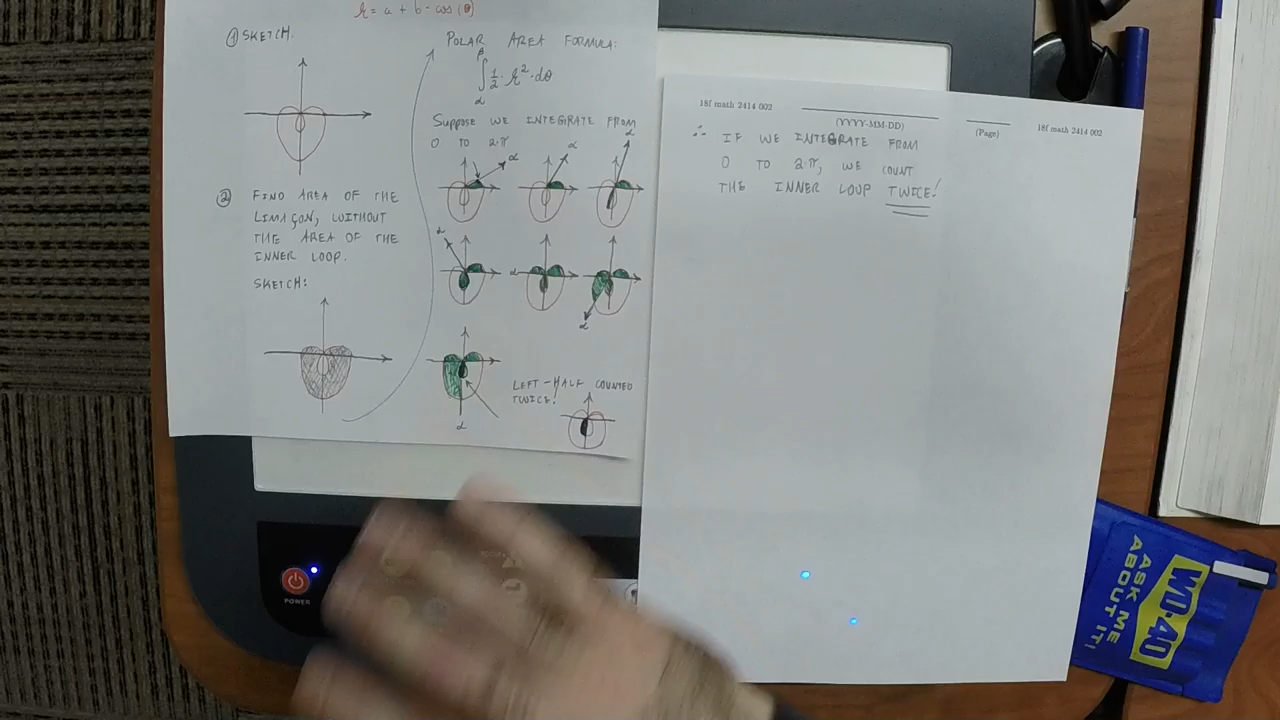 r = a + b · cos(θ)
① SKETCH.
② FIND AREA OF THE
LIMAÇON, WITHOUT
THE AREA OF THE
INNER LOOP.
SKETCH:
POLAR AREA FORMULA:
∫αβ 1/2 · r² · dθ
SUPPOSE WE INTEGRATE FROM
0 TO 2·π
α
α
α
α
α
α
α
LEFT-HALF COUNTED
TWICE!
18f math 2414 002
(YYYY-MM-DD)
(Page)
18f math 2414 002
∴ IF WE INTEGRATE FROM
0 TO 2·π, WE COUNT
THE INNER LOOP TWICE!
POWER
WD-40
ASK ME
ABOUT IT!